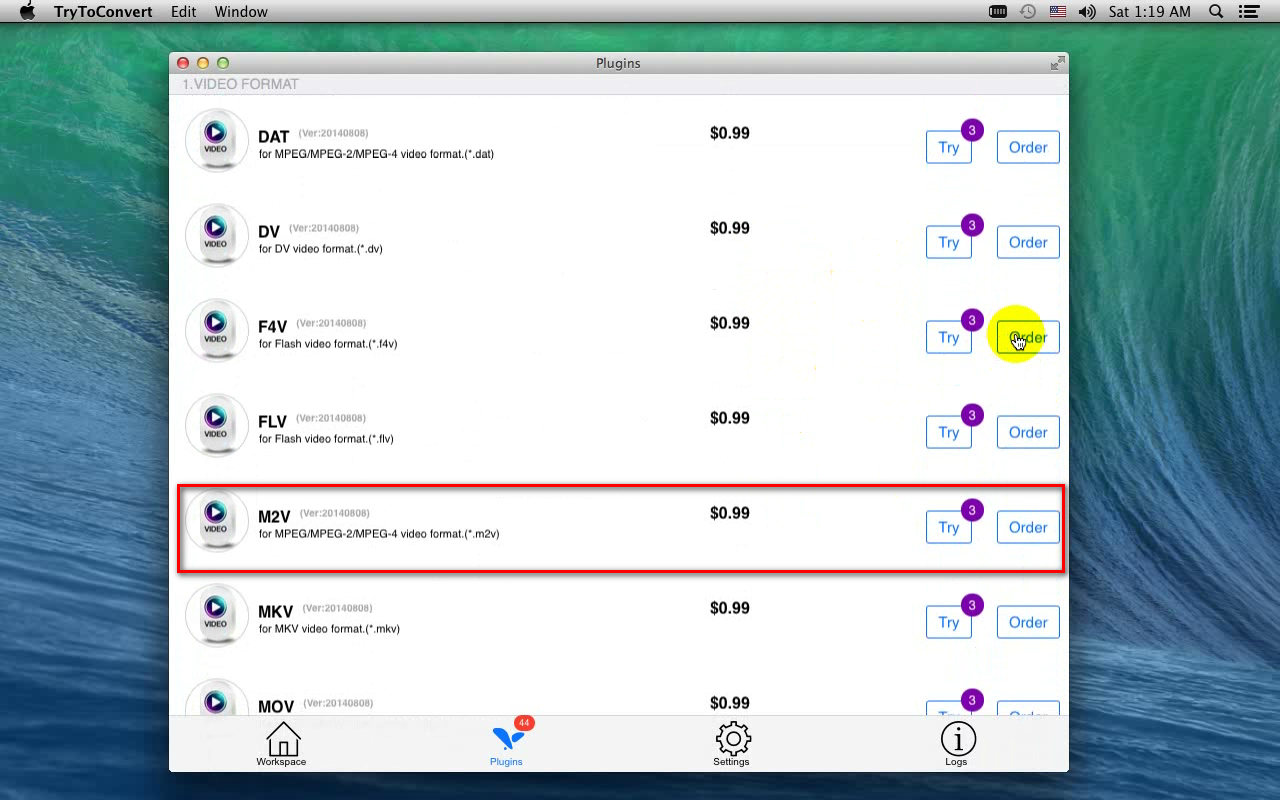 TryToConvert Edit Window Sat 1:19 AM
Plugins
1.VIDEO FORMAT
VIDEO DAT (Ver:20140808) $0.99 Try 3 Order
for MPEG/MPEG-2/MPEG-4 video format.(*.dat)
VIDEO DV (Ver:20140808) $0.99 Try 3 Order
for DV video format.(*.dv)
VIDEO F4V (Ver:20140808) $0.99 Try 3 Order
for Flash video format.(*.f4v)
VIDEO FLV (Ver:20140808) $0.99 Try 3 Order
for Flash video format.(*.flv)
VIDEO M2V (Ver:20140808) $0.99 Try 3 Order
for MPEG/MPEG-2/MPEG-4 video format.(*.m2v)
VIDEO MKV (Ver:20140808) $0.99 Try 3 Order
for MKV video format.(*.mkv)
MOV (Ver:20140808) $0.99 3
44
Workspace Plugins Settings Logs